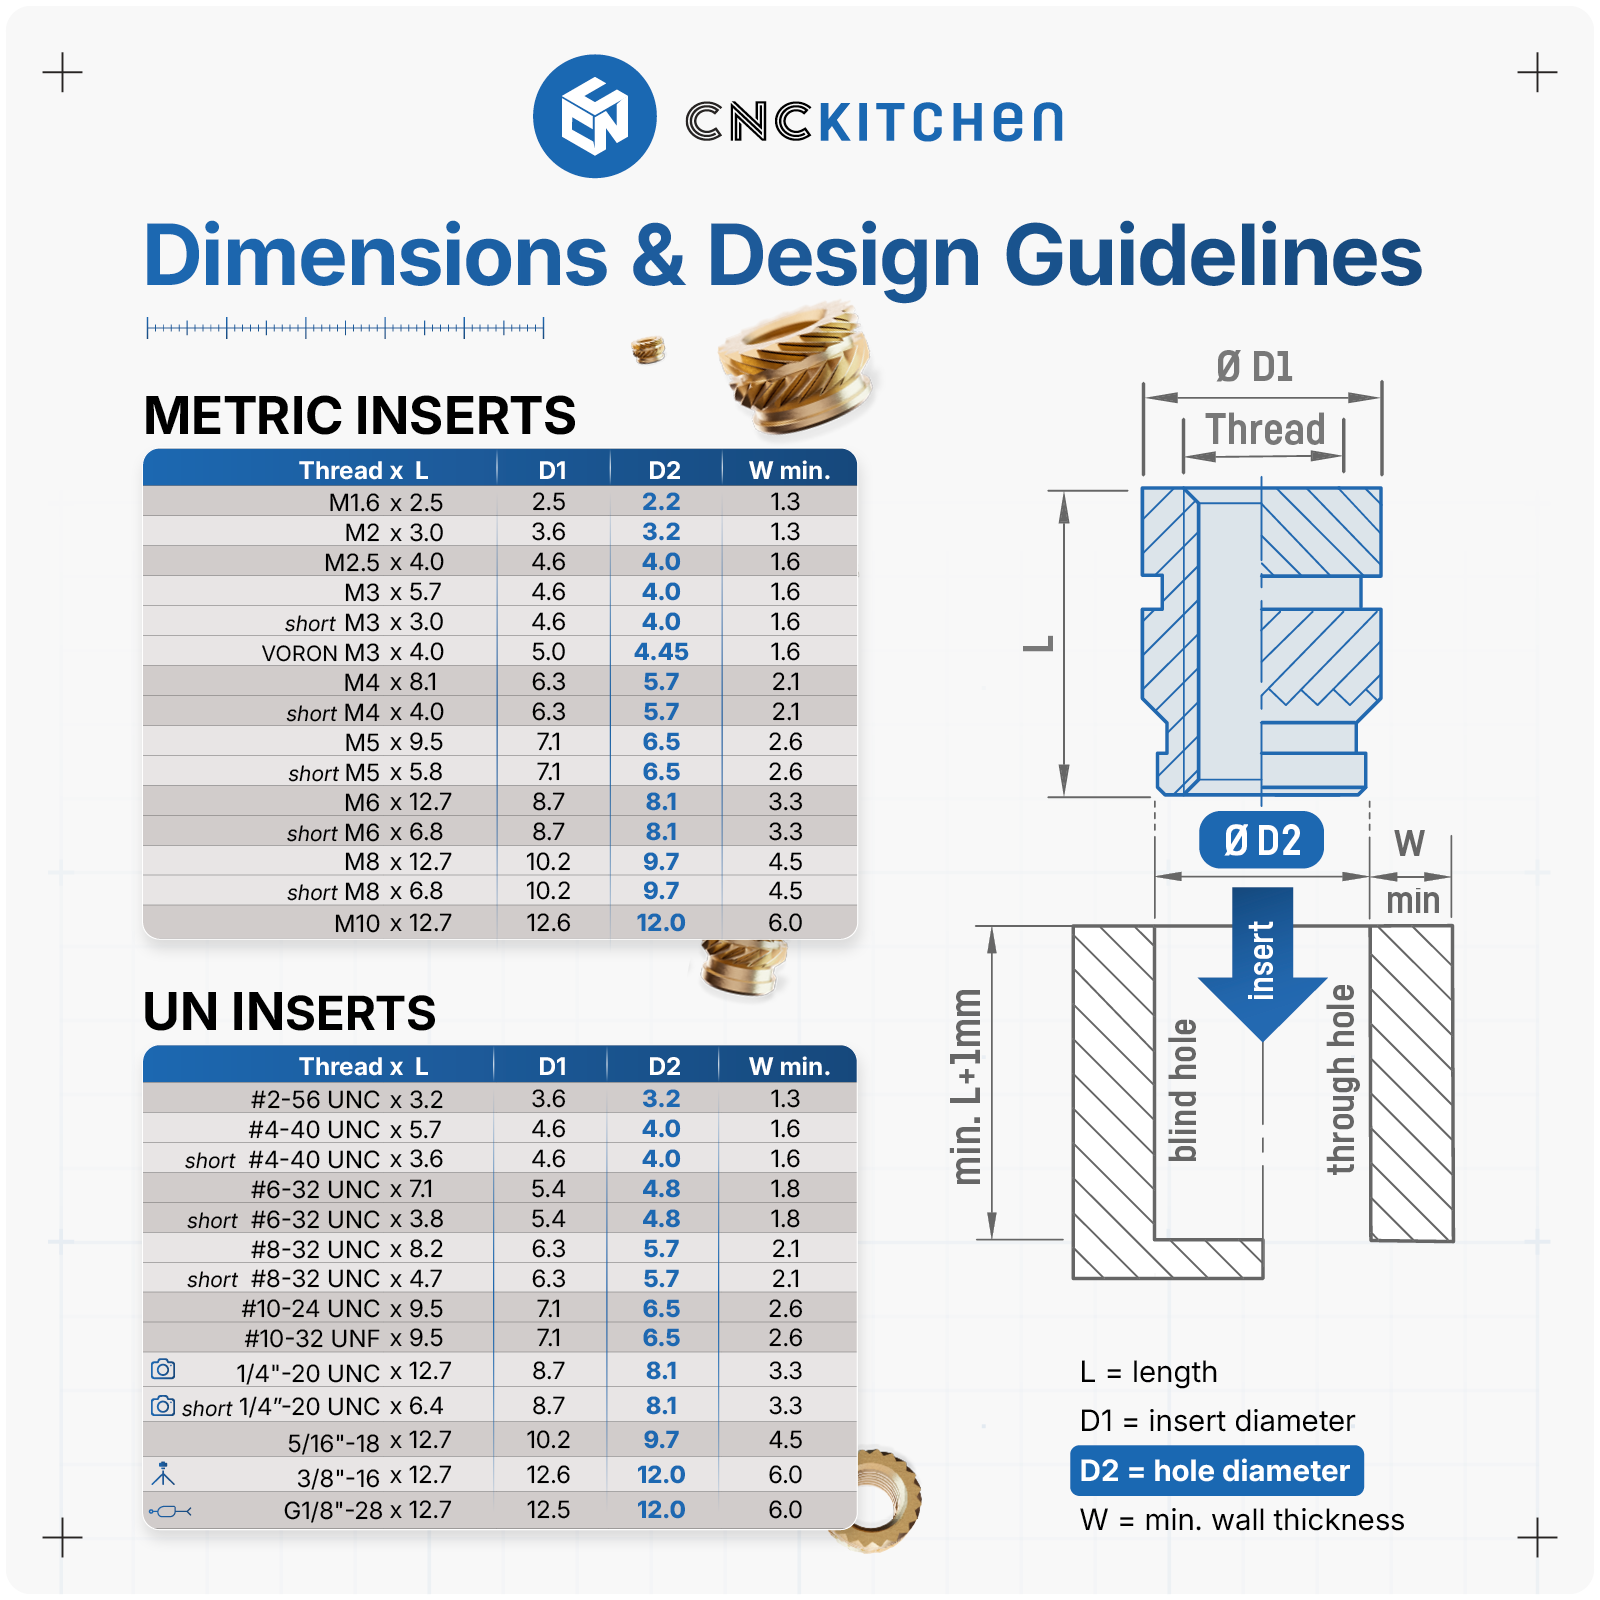 CNCKITCHEN
Dimensions & Design Guidelines
METRIC INSERTS
Thread x L D1 D2 W min.
M1.6 x 2.5 2.5 2.2 1.3
M2 x 3.0 3.6 3.2 1.3
M2.5 x 4.0 4.6 4.0 1.6
M3 x 5.7 4.6 4.0 1.6
short M3 x 3.0 4.6 4.0 1.6
VORON M3 x 4.0 5.0 4.45 1.6
M4 x 8.1 6.3 5.7 2.1
short M4 x 4.0 6.3 5.7 2.1
M5 x 9.5 7.1 6.5 2.6
short M5 x 5.8 7.1 6.5 2.6
M6 x 12.7 8.7 8.1 3.3
short M6 x 6.8 8.7 8.1 3.3
M8 x 12.7 10.2 9.7 4.5
short M8 x 6.8 10.2 9.7 4.5
M10 x 12.7 12.6 12.0 6.0
UN INSERTS
Thread x L D1 D2 W min.
#2-56 UNC x 3.2 3.6 3.2 1.3
#4-40 UNC x 5.7 4.6 4.0 1.6
short #4-40 UNC x 3.6 4.6 4.0 1.6
#6-32 UNC x 7.1 5.4 4.8 1.8
short #6-32 UNC x 3.8 5.4 4.8 1.8
#8-32 UNC x 8.2 6.3 5.7 2.1
short #8-32 UNC x 4.7 6.3 5.7 2.1
#10-24 UNC x 9.5 7.1 6.5 2.6
#10-32 UNF x 9.5 7.1 6.5 2.6
1/4"-20 UNC x 12.7 8.7 8.1 3.3
short 1/4”-20 UNC x 6.4 8.7 8.1 3.3
5/16"-18 x 12.7 10.2 9.7 4.5
3/8"-16 x 12.7 12.6 12.0 6.0
G1/8"-28 x 12.7 12.5 12.0 6.0
Ø D1
Thread
L
Ø D2
W
min
insert
min. L+1mm
blind hole
through hole
L = length
D1 = insert diameter
D2 = hole diameter
W = min. wall thickness